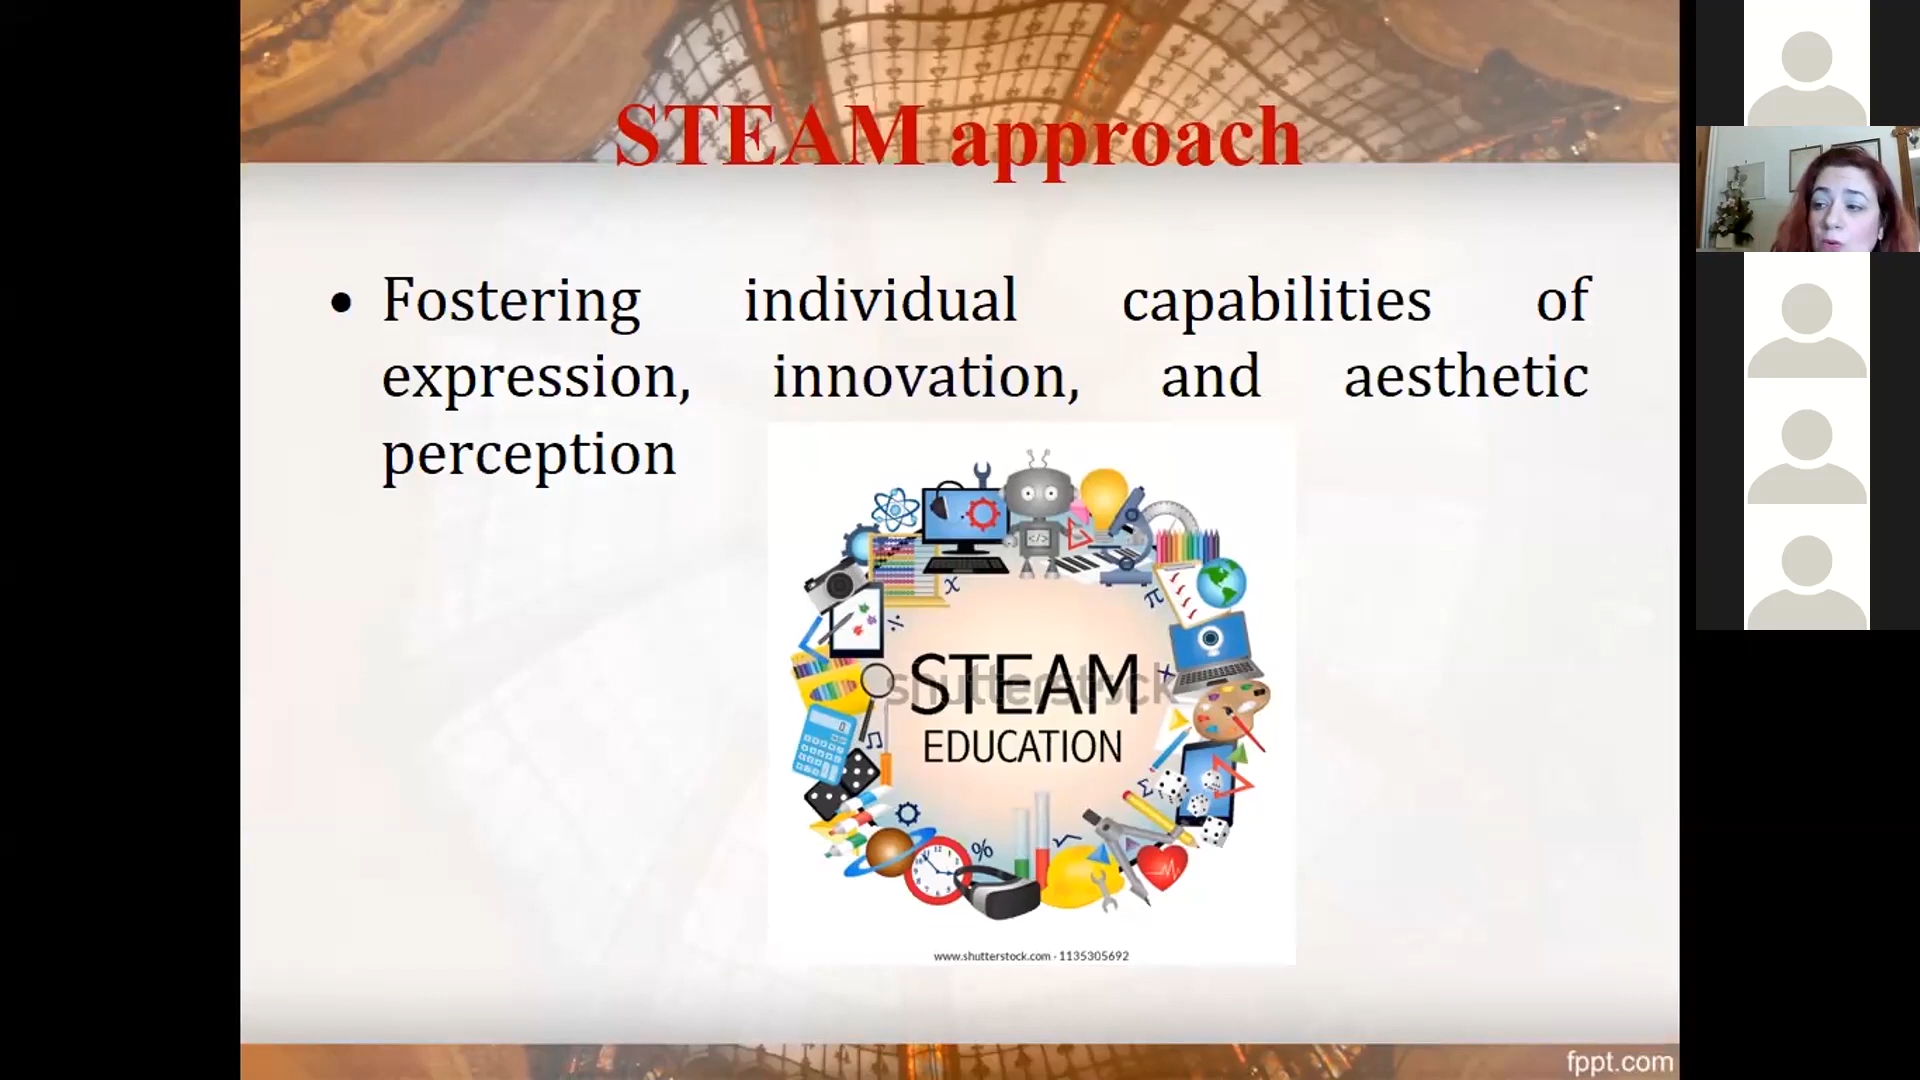 STEAM approach
• Fostering individual capabilities of
expression, innovation, and aesthetic
perception
x
π
÷
</>
shutterstock
STEAM
EDUCATION
+
Σ
%
√
www.shutterstock.com · 1135305692
fppt.com